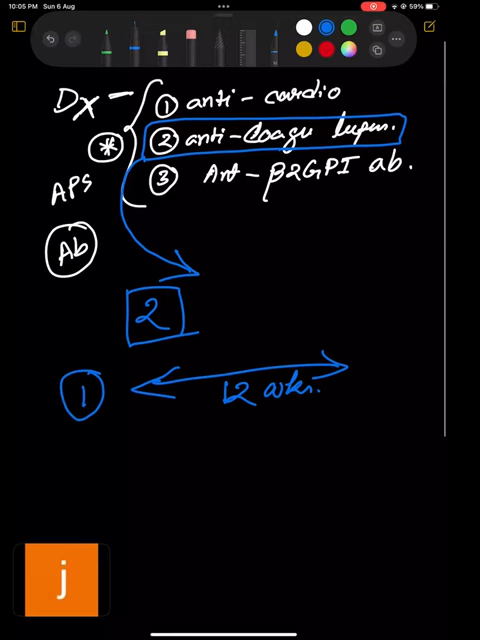 10:05 PM Sun 6 Aug 59%
Dx - ① anti-cardio
② anti-Coagu lupus.
* ③ Ant-β2GPI ab.
APS
Ab
2
① 12 wks.
j